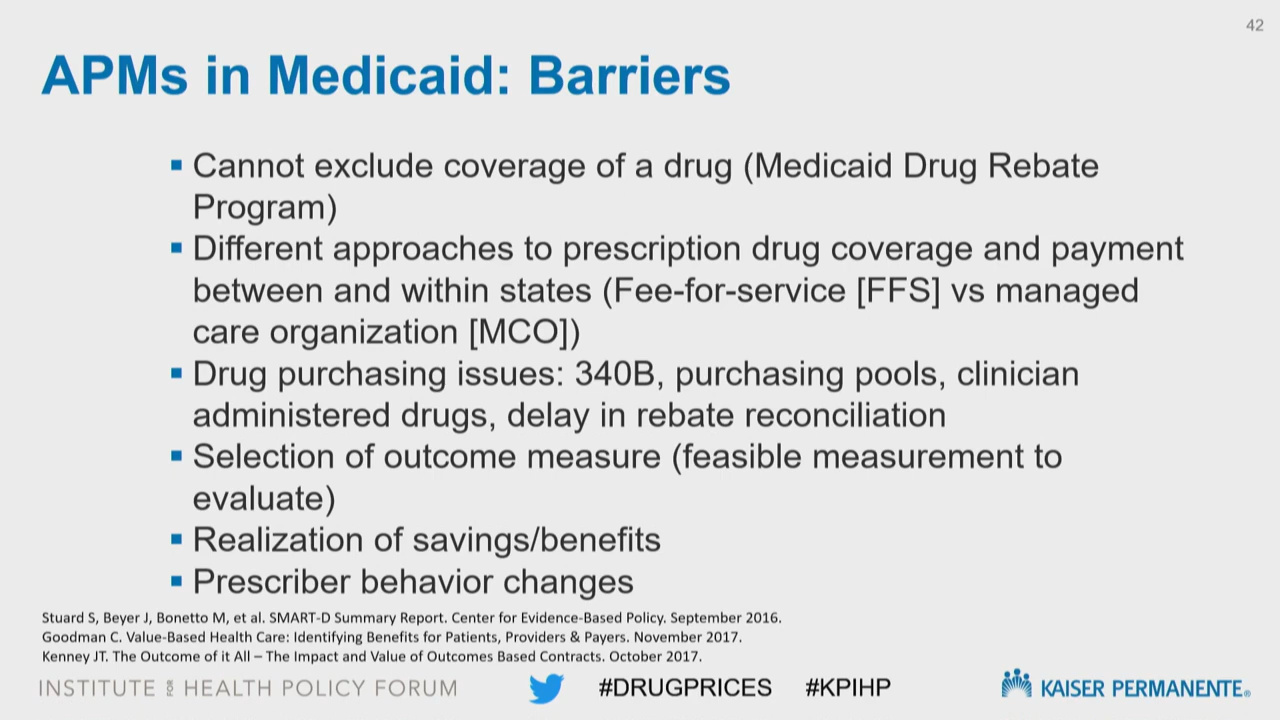 42
APMs in Medicaid: Barriers
▪ Cannot exclude coverage of a drug (Medicaid Drug Rebate
Program)
▪ Different approaches to prescription drug coverage and payment
between and within states (Fee-for-service [FFS] vs managed
care organization [MCO])
▪ Drug purchasing issues: 340B, purchasing pools, clinician
administered drugs, delay in rebate reconciliation
▪ Selection of outcome measure (feasible measurement to
evaluate)
▪ Realization of savings/benefits
▪ Prescriber behavior changes
Stuard S, Beyer J, Bonetto M, et al. SMART-D Summary Report. Center for Evidence-Based Policy. September 2016.
Goodman C. Value-Based Health Care: Identifying Benefits for Patients, Providers & Payers. November 2017.
Kenney JT. The Outcome of it All – The Impact and Value of Outcomes Based Contracts. October 2017.
INSTITUTE FOR HEALTH POLICY FORUM #DRUGPRICES #KPIHP KAISER PERMANENTE®